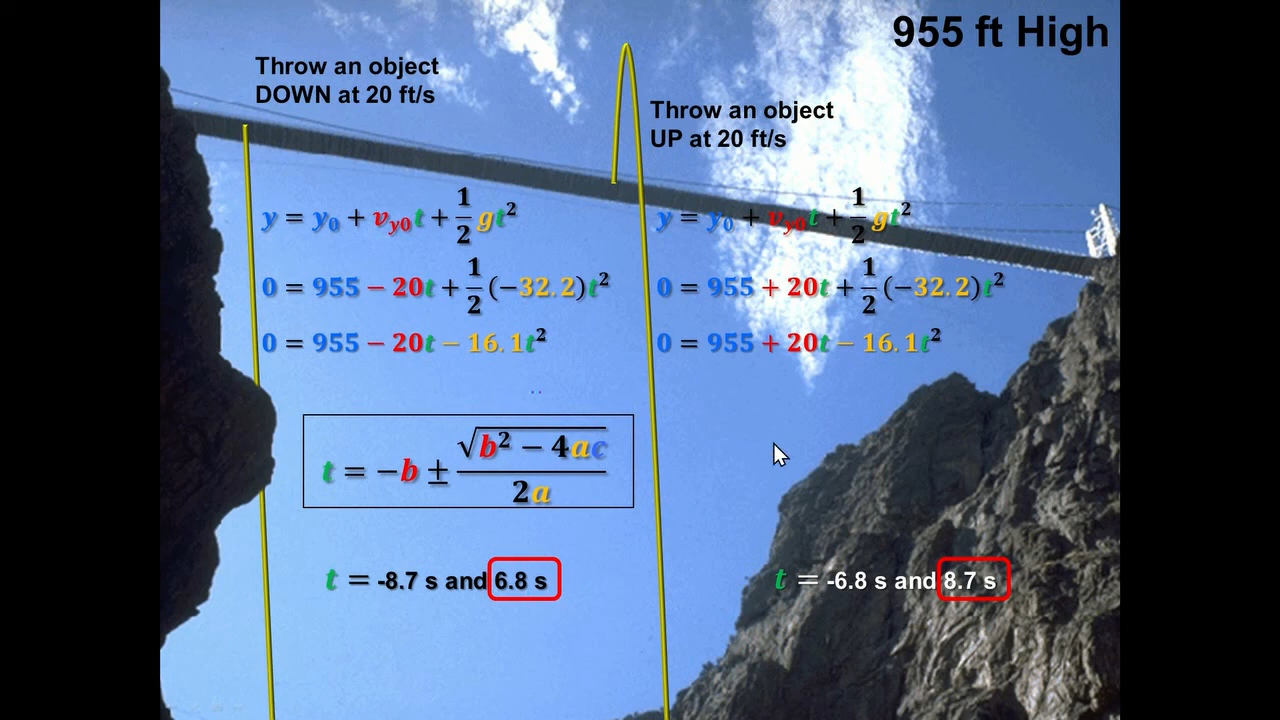 955 ft High
Throw an object
DOWN at 20 ft/s
Throw an object
UP at 20 ft/s
y = y₀ + v_y0 t + 1/2 gt²
y = y₀ + v_y0 t + 1/2 gt²
0 = 955 − 20t + 1/2 (−32.2)t²
0 = 955 + 20t + 1/2 (−32.2)t²
0 = 955 − 20t − 16.1t²
0 = 955 + 20t − 16.1t²
t = −b ± √(b² − 4ac) / 2a
t = -8.7 s and 6.8 s
t = -6.8 s and 8.7 s